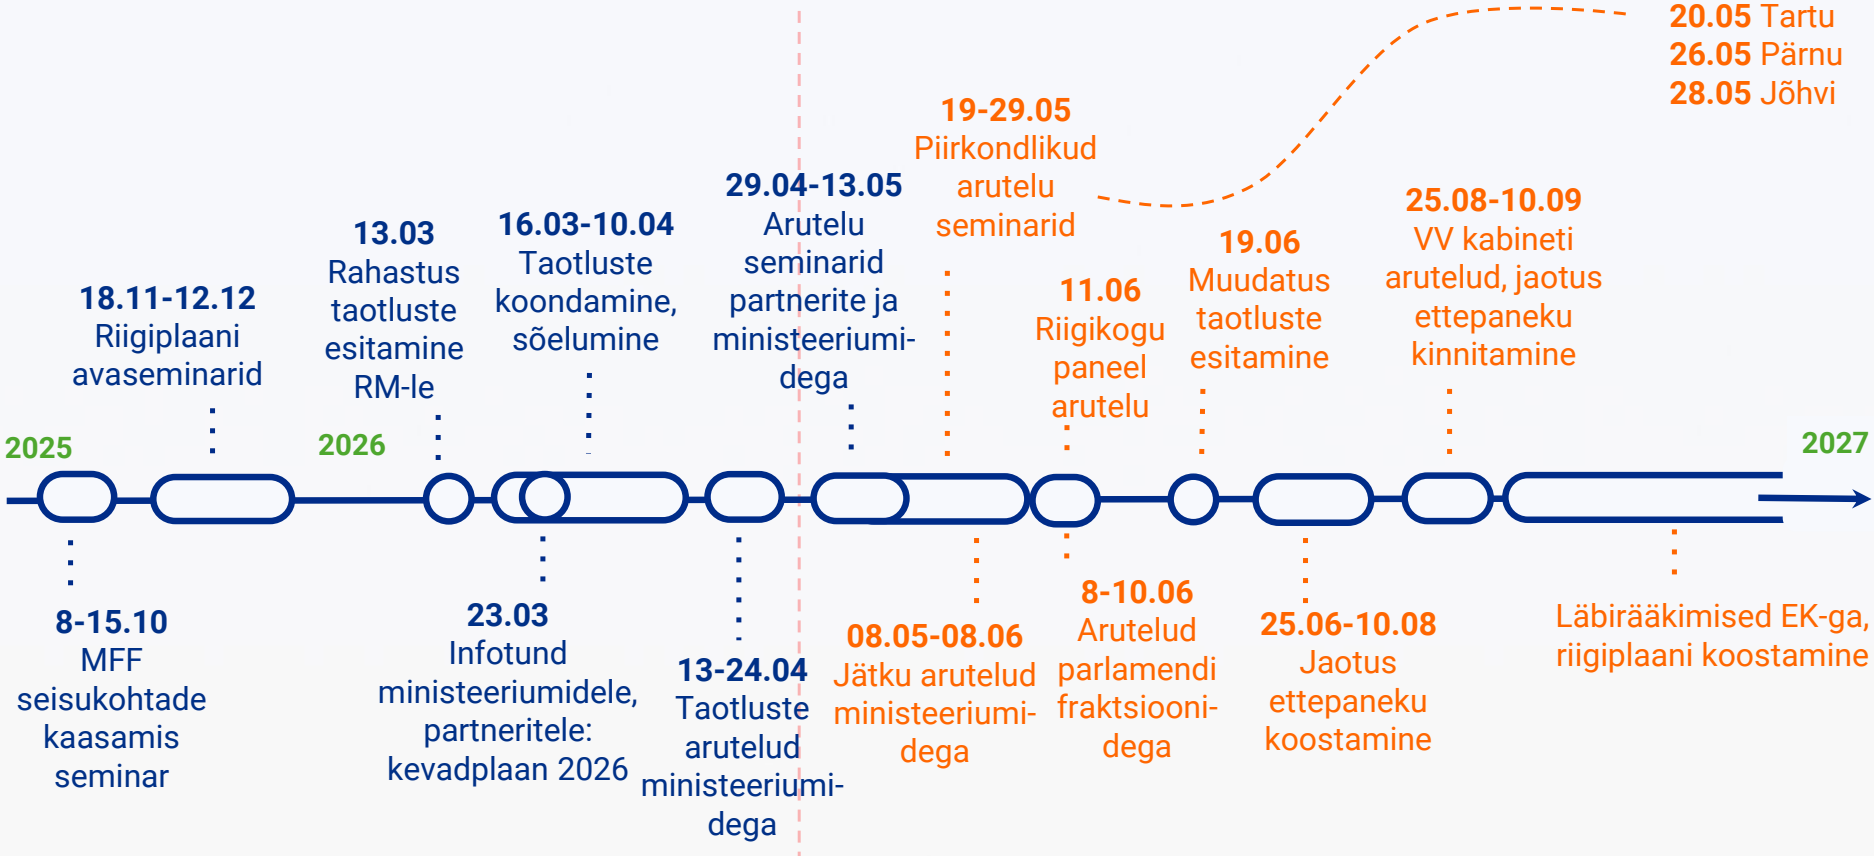 20.05 Tartu
26.05 Pärnu
28.05 Jõhvi
19-29.05
Piirkondlikud
arutelu
seminarid
29.04-13.05
Arutelu
seminarid
partnerite ja
ministeeriumi-
dega
25.08-10.09
VV kabineti
arutelud, jaotus
ettepaneku
kinnitamine
16.03-10.04
Taotluste
koondamine,
sõelumine
13.03
Rahastus
taotluste
esitamine
RM-le
19.06
Muudatus
taotluste
esitamine
11.06
Riigikogu
paneel
arutelu
18.11-12.12
Riigiplaani
avaseminarid
2025
2026
2027
8-15.10
MFF
seisukohtade
kaasamis
seminar
23.03
Infotund
ministeeriumidele,
partneritele:
kevadplaan 2026
13-24.04
Taotluste
arutelud
ministeeriumi-
dega
08.05-08.06
Jätku arutelud
ministeeriumi-
dega
8-10.06
Arutelud
parlamendi
fraktsiooni-
dega
25.06-10.08
Jaotus
ettepaneku
koostamine
Läbirääkimised EK-ga,
riigiplaani koostamine